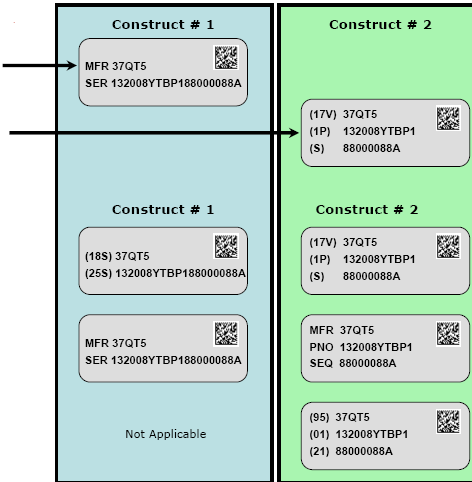 Construct # 1
MFR 37QT5
SER 132008YTBP188000088A
Construct # 1
(18S) 37QT5
(25S) 132008YTBP188000088A
MFR 37QT5
SER 132008YTBP188000088A
Not Applicable
Construct # 2
(17V) 37QT5
(1P) 132008YTBP1
(S) 88000088A
Construct # 2
(17V) 37QT5
(1P) 132008YTBP1
(S) 88000088A
MFR 37QT5
PNO 132008YTBP1
SEQ 88000088A
(95) 37QT5
(01) 132008YTBP1
(21) 88000088A